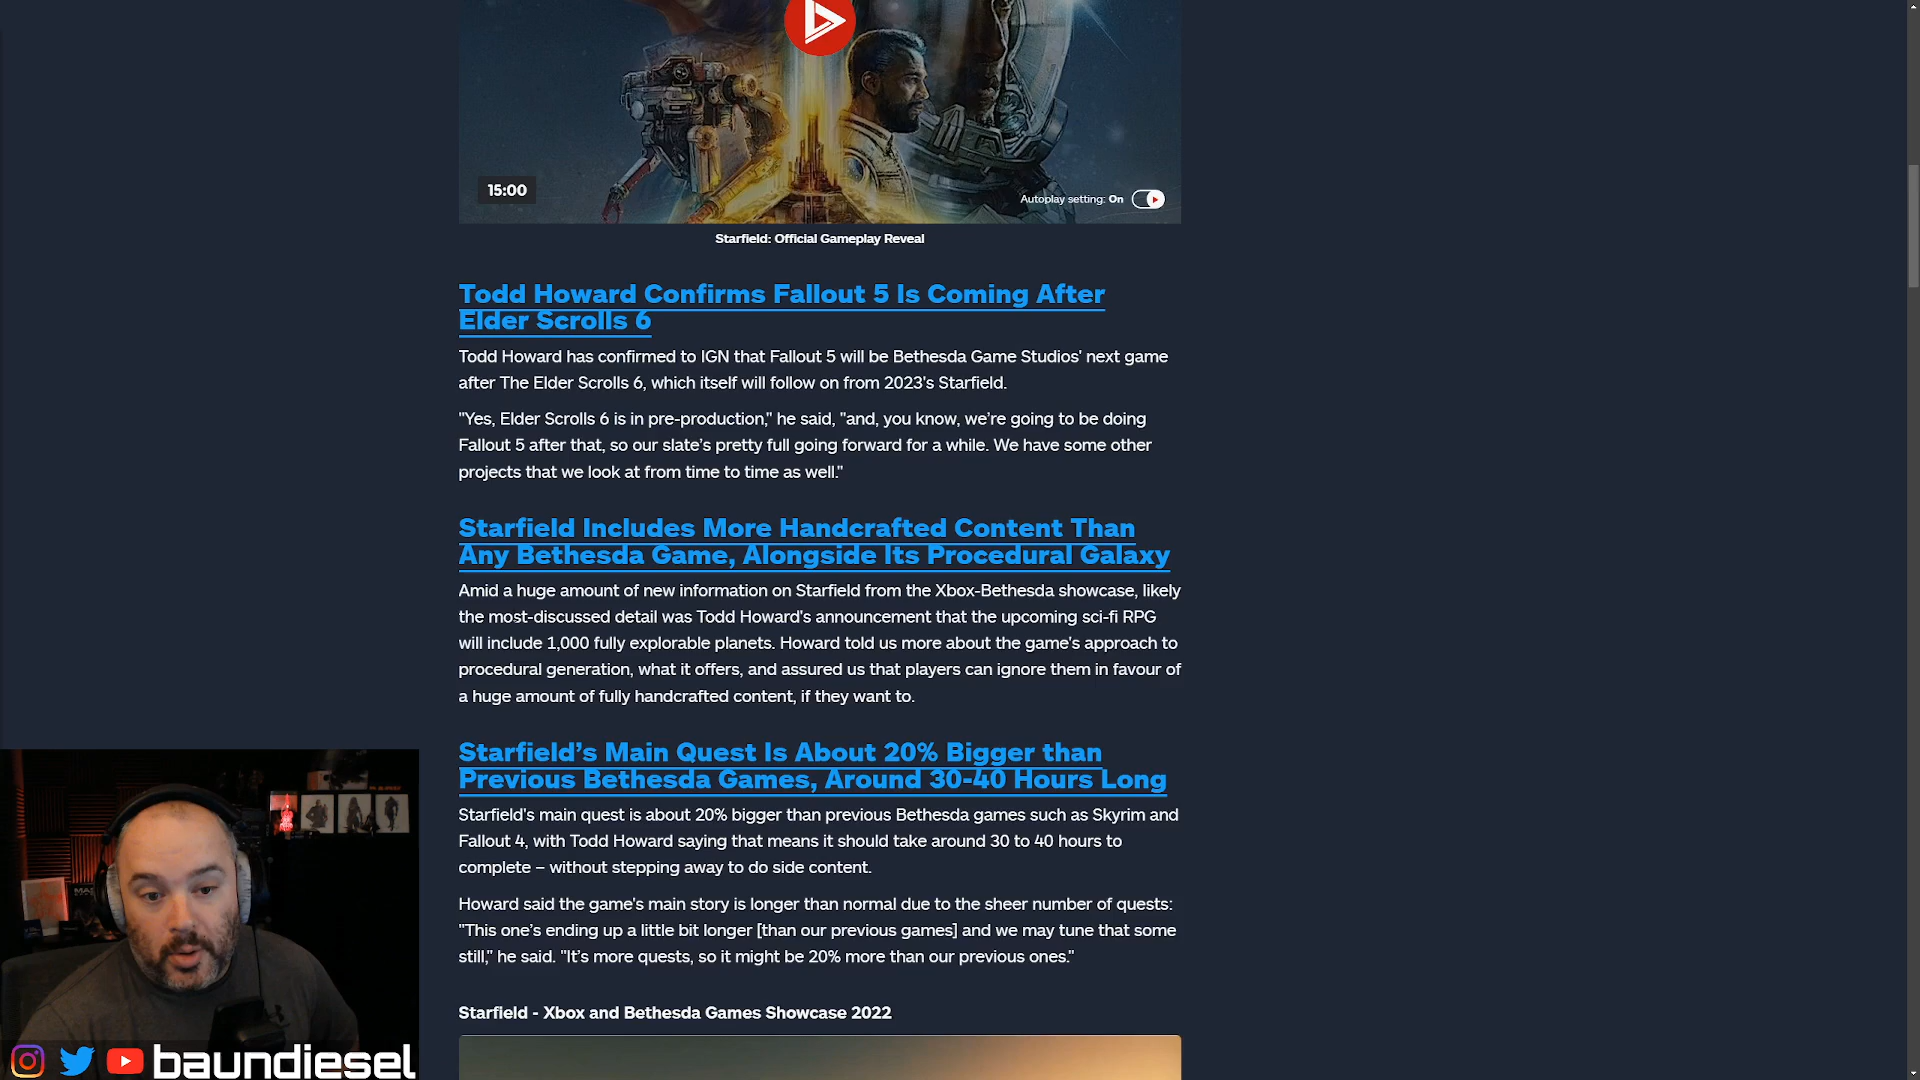 15:00
Autoplay setting: On
Starfield: Official Gameplay Reveal
Todd Howard Confirms Fallout 5 Is Coming After
Elder Scrolls 6
Todd Howard has confirmed to IGN that Fallout 5 will be Bethesda Game Studios' next game
after The Elder Scrolls 6, which itself will follow on from 2023's Starfield.
"Yes, Elder Scrolls 6 is in pre-production," he said, "and, you know, we’re going to be doing
Fallout 5 after that, so our slate’s pretty full going forward for a while. We have some other
projects that we look at from time to time as well."
Starfield Includes More Handcrafted Content Than
Any Bethesda Game, Alongside Its Procedural Galaxy
Amid a huge amount of new information on Starfield from the Xbox-Bethesda showcase, likely
the most-discussed detail was Todd Howard's announcement that the upcoming sci-fi RPG
will include 1,000 fully explorable planets. Howard told us more about the game's approach to
procedural generation, what it offers, and assured us that players can ignore them in favour of
a huge amount of fully handcrafted content, if they want to.
Starfield’s Main Quest Is About 20% Bigger than
Previous Bethesda Games, Around 30-40 Hours Long
Starfield's main quest is about 20% bigger than previous Bethesda games such as Skyrim and
Fallout 4, with Todd Howard saying that means it should take around 30 to 40 hours to
complete – without stepping away to do side content.
Howard said the game's main story is longer than normal due to the sheer number of quests:
"This one’s ending up a little bit longer [than our previous games] and we may tune that some
still," he said. "It’s more quests, so it might be 20% more than our previous ones."
Starfield - Xbox and Bethesda Games Showcase 2022
baundiesel